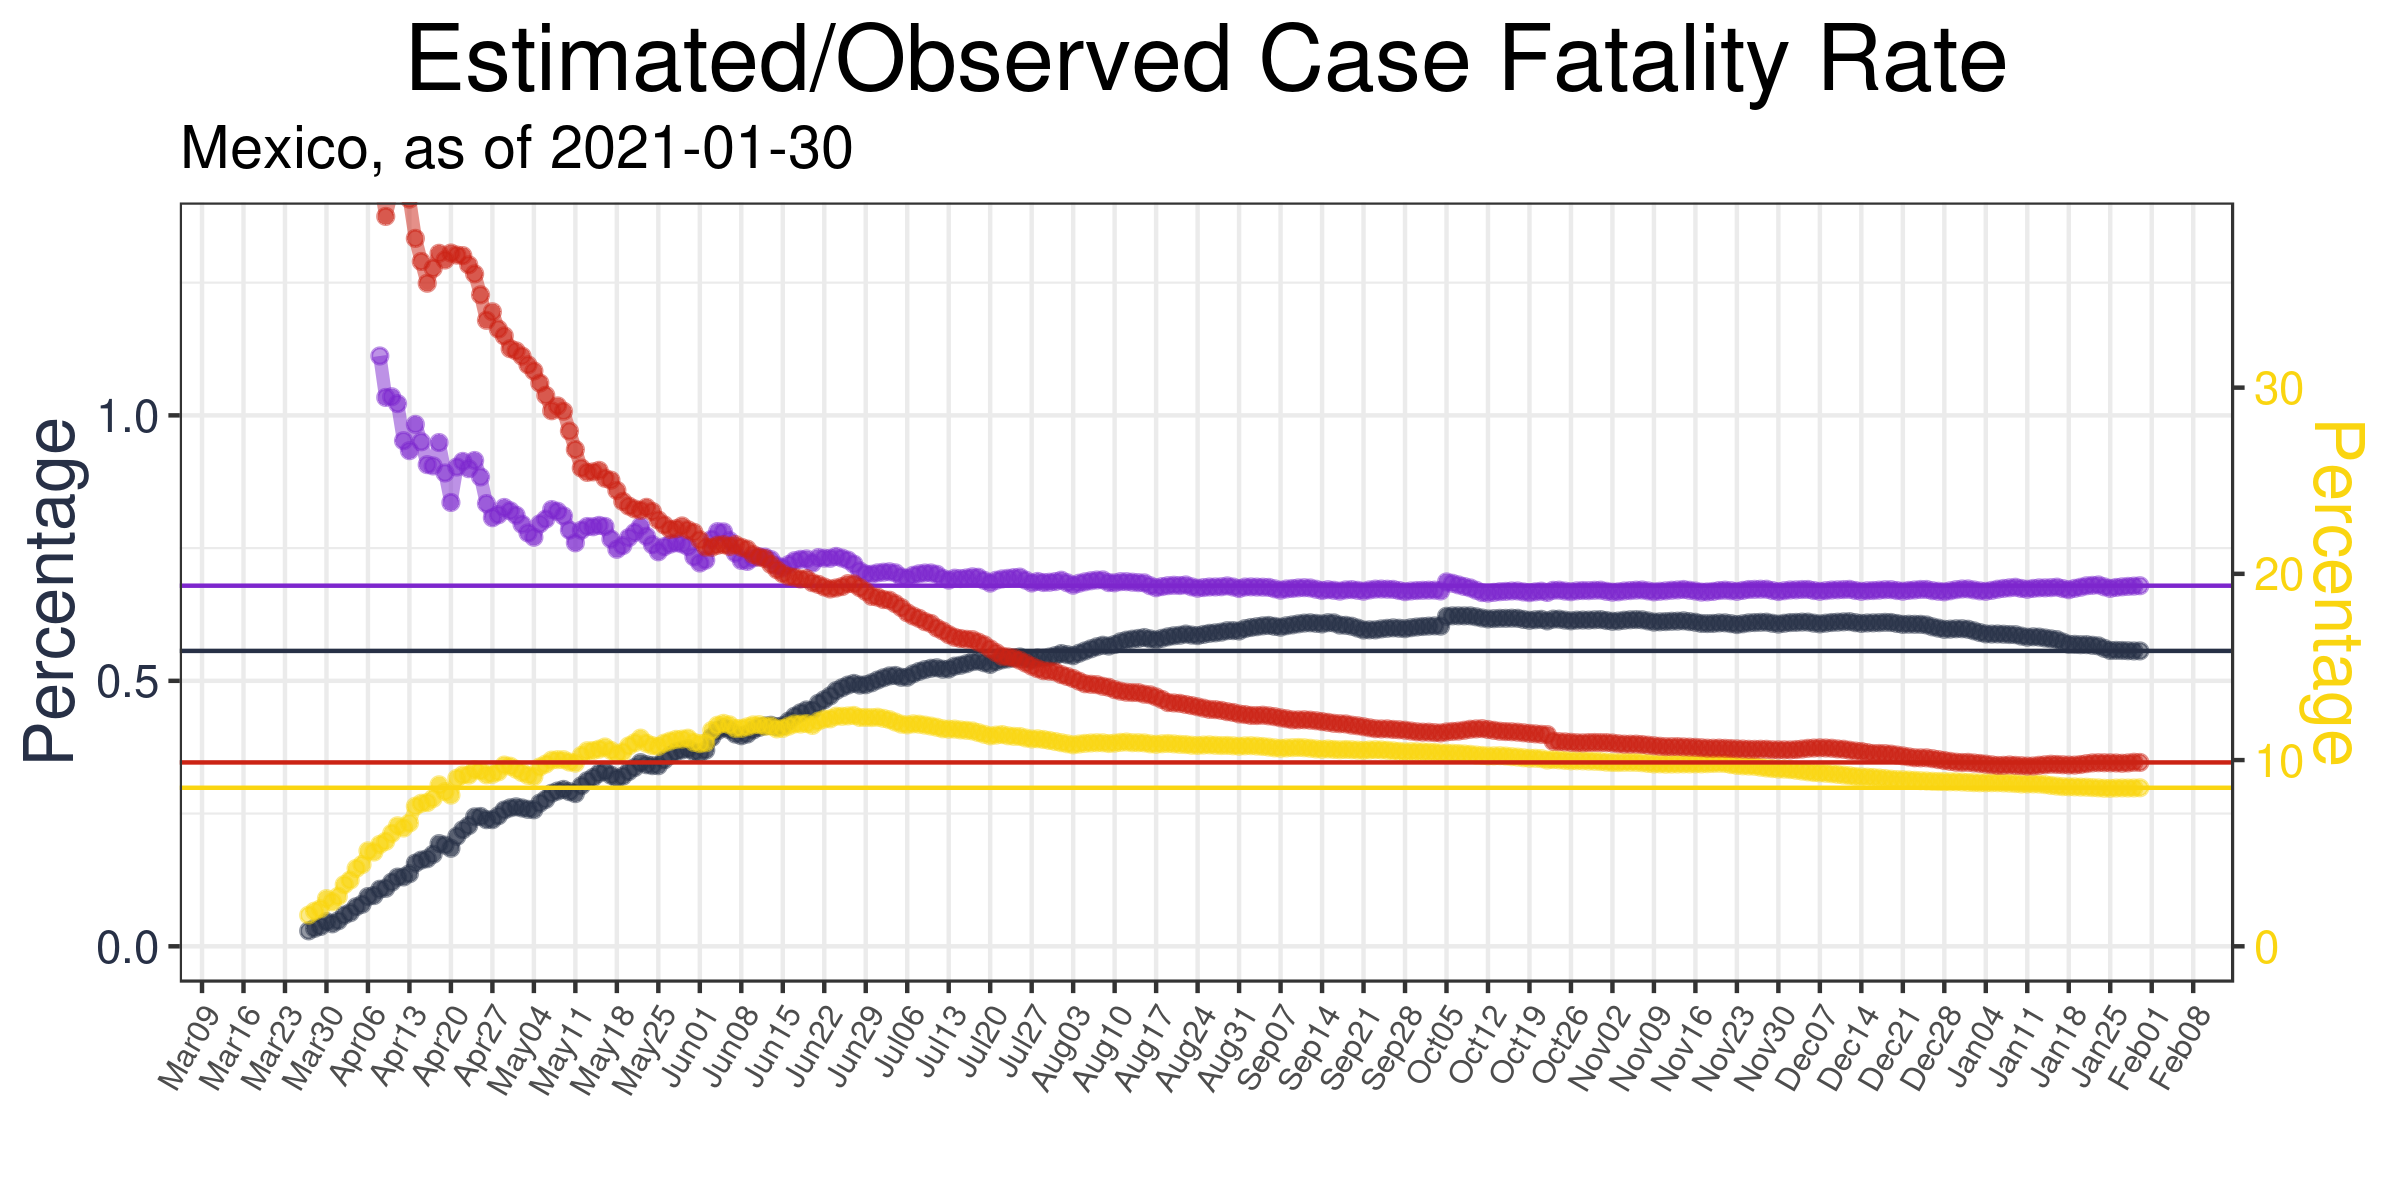 Estimated/Observed Case Fatality Rate
Mexico, as of 2021-01-30
Percentage
1.0
0.5
0.0
30
20
10
0
Percentage
Mar09
Mar16
Mar23
Mar30
Apr06
Apr13
Apr20
Apr27
May04
May11
May18
May25
Jun01
Jun08
Jun15
Jun22
Jun29
Jul06
Jul13
Jul20
Jul27
Aug03
Aug10
Aug17
Aug24
Aug31
Sep07
Sep14
Sep21
Sep28
Oct05
Oct12
Oct19
Oct26
Nov02
Nov09
Nov16
Nov23
Nov30
Dec07
Dec14
Dec21
Dec28
Jan04
Jan11
Jan18
Jan25
Feb01
Feb08